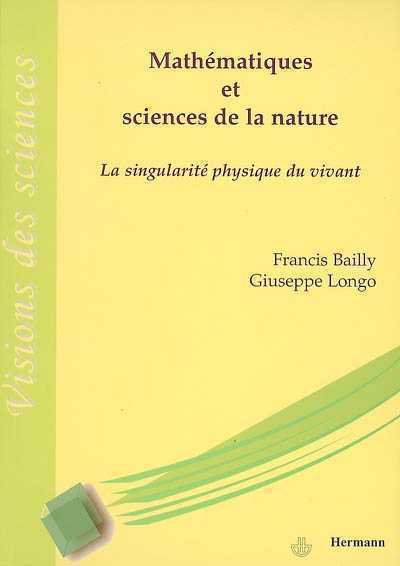 Mathématiques
et
sciences de la nature
La singularité physique du vivant
Francis Bailly
Giuseppe Longo
Visions des sciences
Hermann